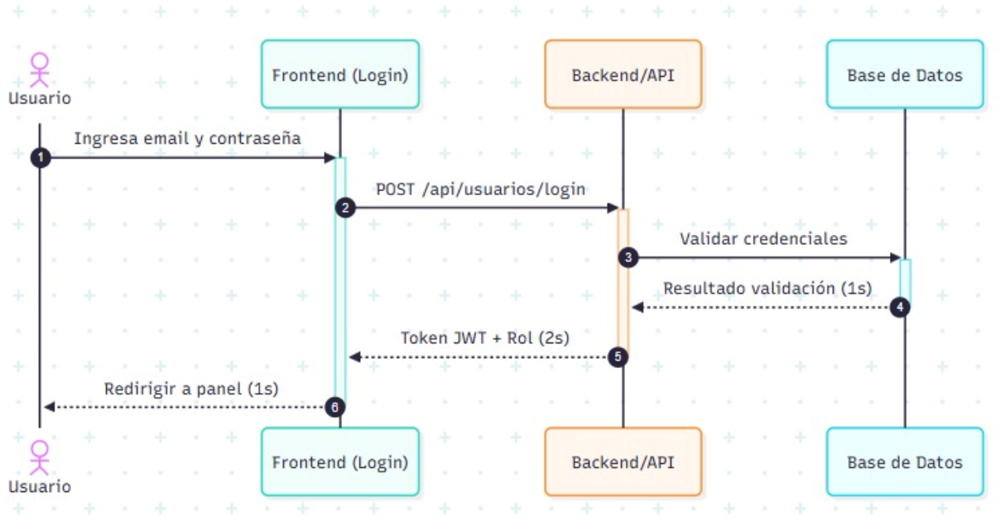 Usuario
Frontend (Login)
Backend/API
Base de Datos
Ingresa email y contraseña
1
POST /api/usuarios/login
2
Validar credenciales
3
Resultado validación (1s)
4
Token JWT + Rol (2s)
5
Redirigir a panel (1s)
6
Usuario
Frontend (Login)
Backend/API
Base de Datos